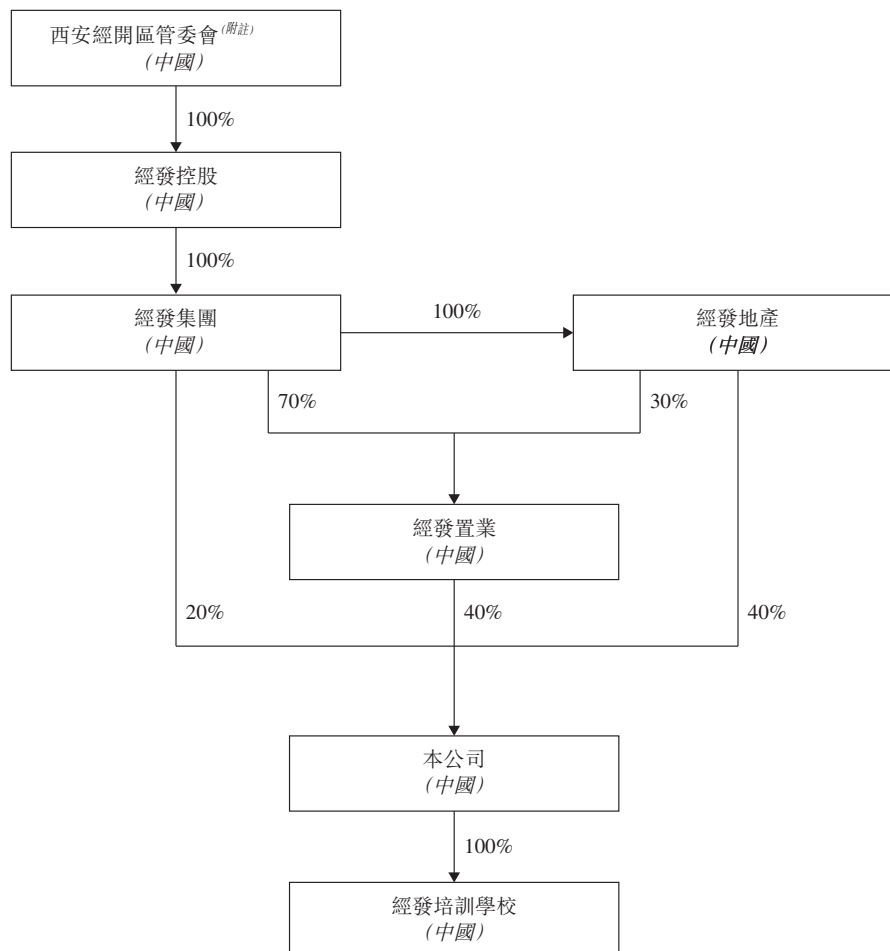 西安經開區管委會(附註)
(中國)
100%
經發控股
(中國)
100%
經發集團
(中國)
100%
經發地產
(中國)
70%
30%
經發置業
(中國)
20%
40%
40%
本公司
(中國)
100%
經發培訓學校
(中國)